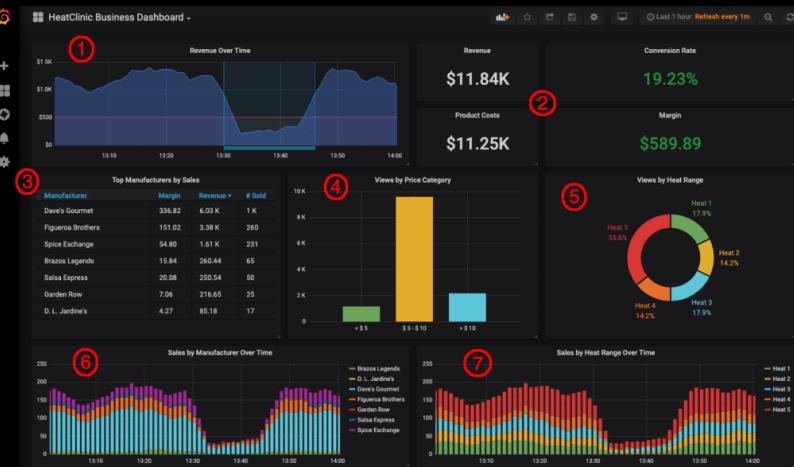 HeatClinic Business Dashboard
Last 1 hour Refresh every 1m
1
Revenue Over Time
$1.5K
$1.0K
$500
$0
13:10 13:20 13:30 13:40 13:50 14:00
Revenue
$11.84K
Conversion Rate
19.23%
2
Product Costs
$11.25K
Margin
$589.89
3
Top Manufacturers by Sales
Manufacturer Margin Revenue # Sold
Dave's Gourmet 336.82 6.03 K 1 K
Figueroa Brothers 151.02 3.38 K 260
Spice Exchange 54.80 1.61 K 231
Brazos Legends 15.84 260.44 65
Salsa Express 20.08 250.54 50
Garden Row 7.06 216.65 25
D. L. Jardine's 4.27 85.18 17
4
Views by Price Category
10 K
8 K
6 K
4 K
2 K
0
< $ 5 $ 5 - $ 10 > $ 10
5
Views by Heat Range
Heat 1
17.9%
Heat 2
14.2%
Heat 3
17.9%
Heat 4
14.2%
Heat 5
35.8%
6
Sales by Manufacturer Over Time
250
200
150
100
50
0
13:10 13:20 13:30 13:40 13:50 14:00
Brazos Legends
D. L. Jardine's
Dave's Gourmet
Figueroa Brothers
Garden Row
Salsa Express
Spice Exchange
7
Sales by Heat Range Over Time
250
200
150
100
50
0
13:10 13:20 13:30 13:40 13:50 14:00
Heat 1
Heat 2
Heat 3
Heat 4
Heat 5